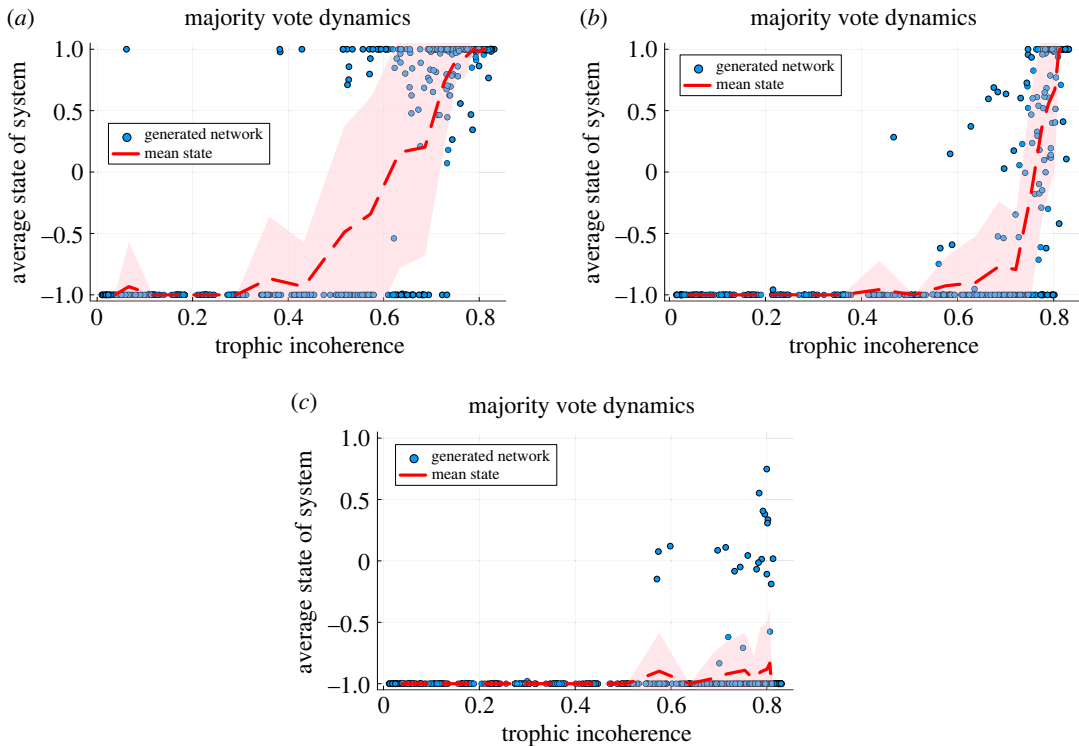 (a)
majority vote dynamics
1.0
0.5
0
−0.5
−1.0
average state of system
generated network
mean state
0 0.2 0.4 0.6 0.8
trophic incoherence
(b)
majority vote dynamics
1.0
0.5
0
−0.5
−1.0
average state of system
generated network
mean state
0 0.2 0.4 0.6 0.8
trophic incoherence
(c)
majority vote dynamics
1.0
0.5
0
−0.5
−1.0
average state of system
generated network
mean state
0 0.2 0.4 0.6 0.8
trophic incoherence